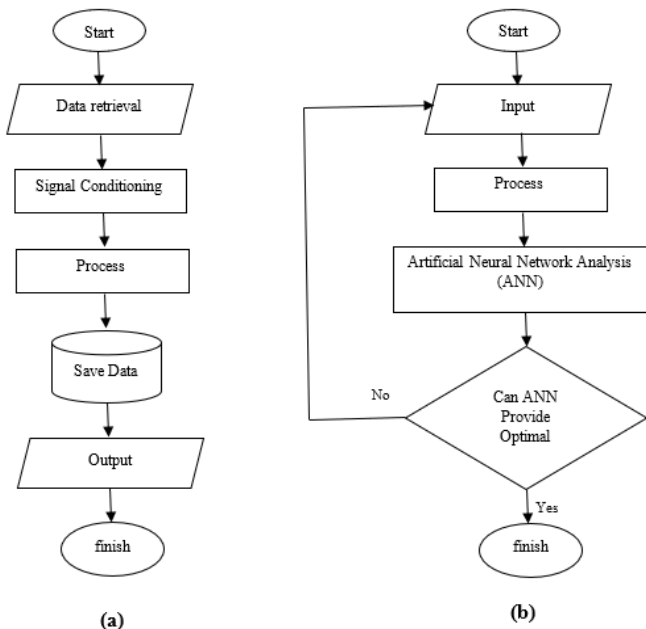 Start
Data retrieval
Signal Conditioning
Process
Save Data
Output
finish
(a)
Start
Input
Process
Artificial Neural Network Analysis
(ANN)
Can ANN
Provide
Optimal
No
Yes
finish
(b)